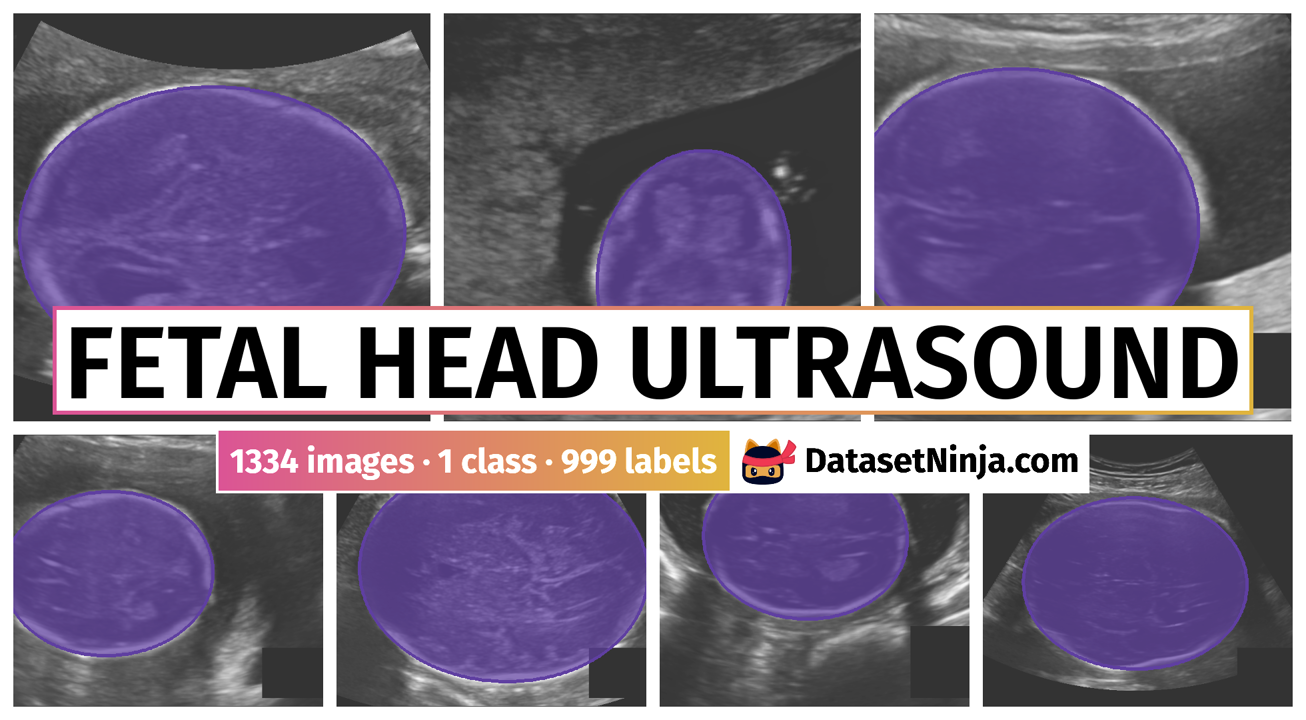 FETAL HEAD ULTRASOUND
1334 images · 1 class · 999 labels
DatasetNinja.com